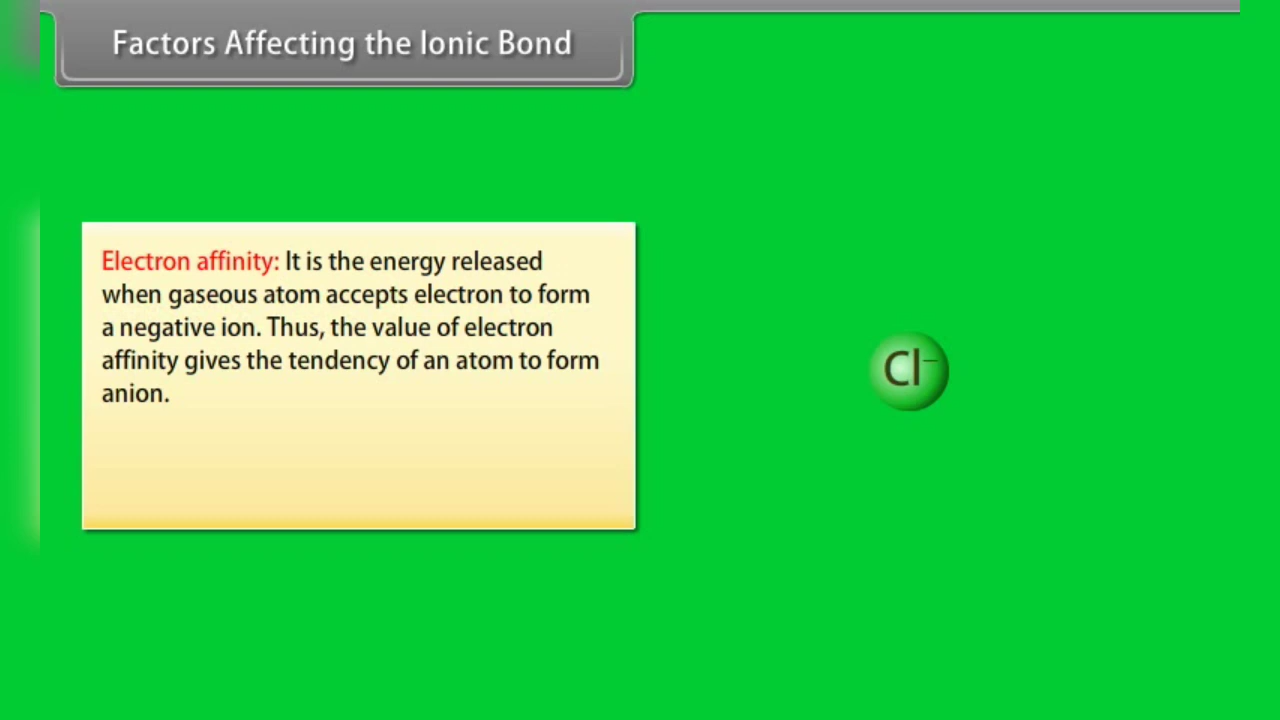 Factors Affecting the Ionic Bond
Electron affinity: It is the energy released
when gaseous atom accepts electron to form
a negative ion. Thus, the value of electron
affinity gives the tendency of an atom to form
anion.
Cl⁻